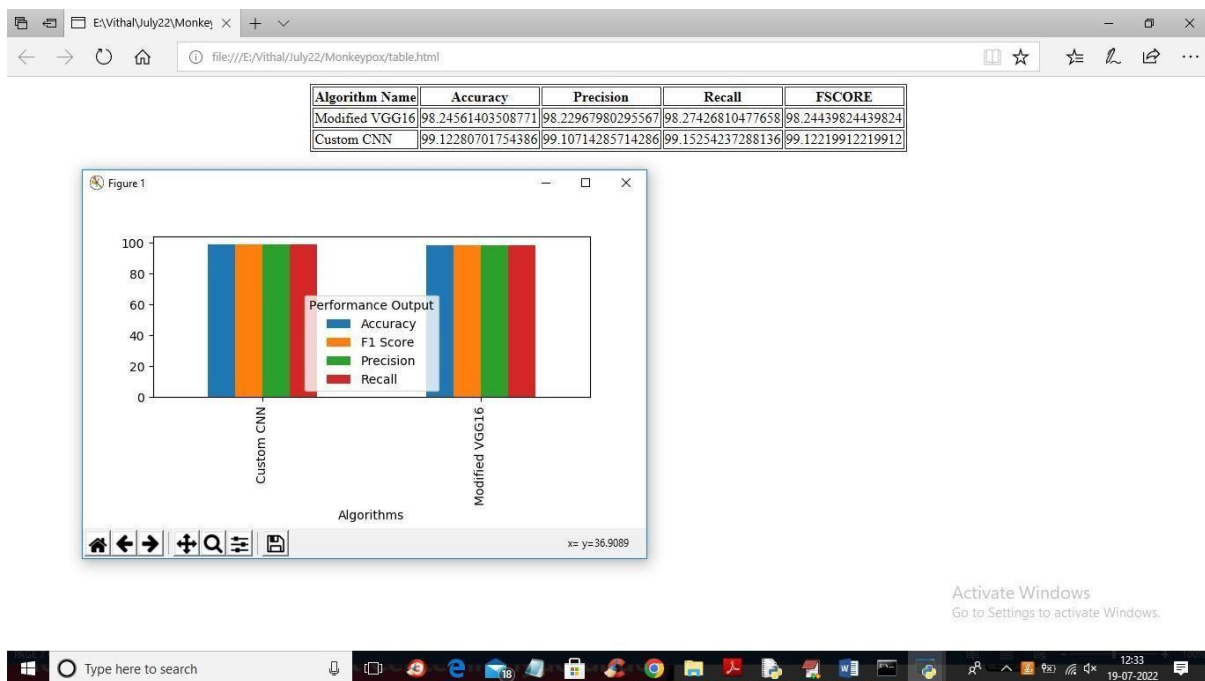 E:\Vithal\July22\Monkey
file:///E:/Vithal/July22/Monkeypox/table.html
Algorithm Name Accuracy Precision Recall FSCORE
Modified VGG16 98.24561403508771 98.22967980295567 98.27426810477658 98.24439824439824
Custom CNN 99.12280701754386 99.10714285714286 99.15254237288136 99.12219912219912
Figure 1
100
80
60
40
20
0
Performance Output
Accuracy
F1 Score
Precision
Recall
Custom CNN
Modified VGG16
Algorithms
x= y=36.9089
Activate Windows
Go to Settings to activate Windows.
Type here to search
18
12:33
19-07-2022